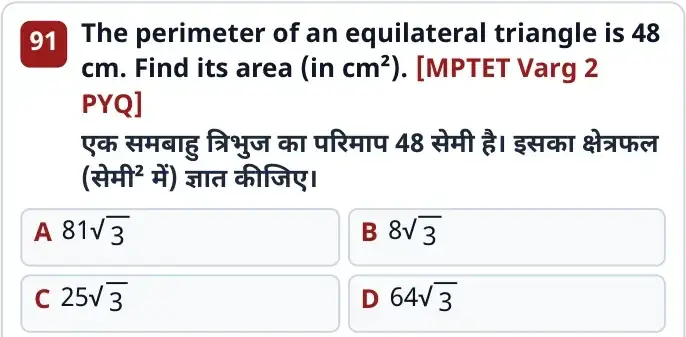 91 The perimeter of an equilateral triangle is 48
cm. Find its area (in cm²). [MPTET Varg 2
PYQ]
एक समबाहु त्रिभुज का परिमाप 48 सेमी है। इसका क्षेत्रफल
(सेमी² में) ज्ञात कीजिए।
A 81√3 B 8√3
C 25√3 D 64√3